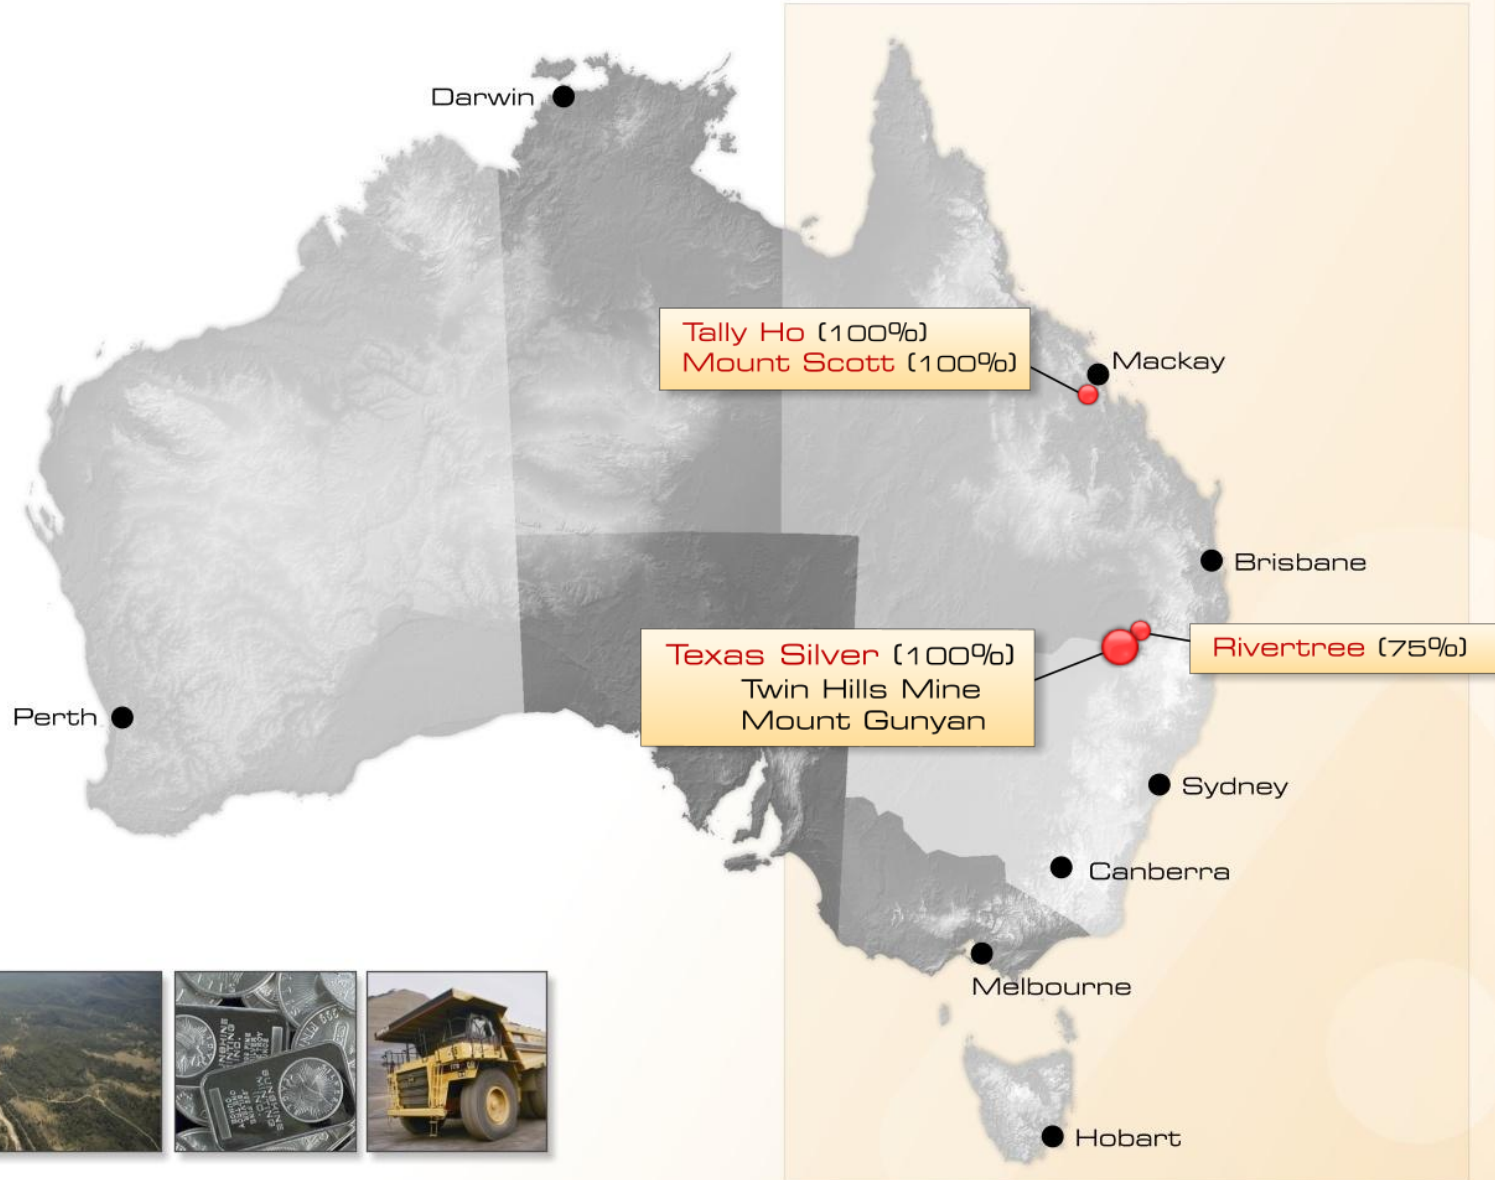 Darwin
Tally Ho (100%)
Mount Scott (100%)
Mackay
Brisbane
Texas Silver (100%)
Twin Hills Mine
Mount Gunyan
Rivertree (75%)
Perth
Sydney
Canberra
Melbourne
Hobart